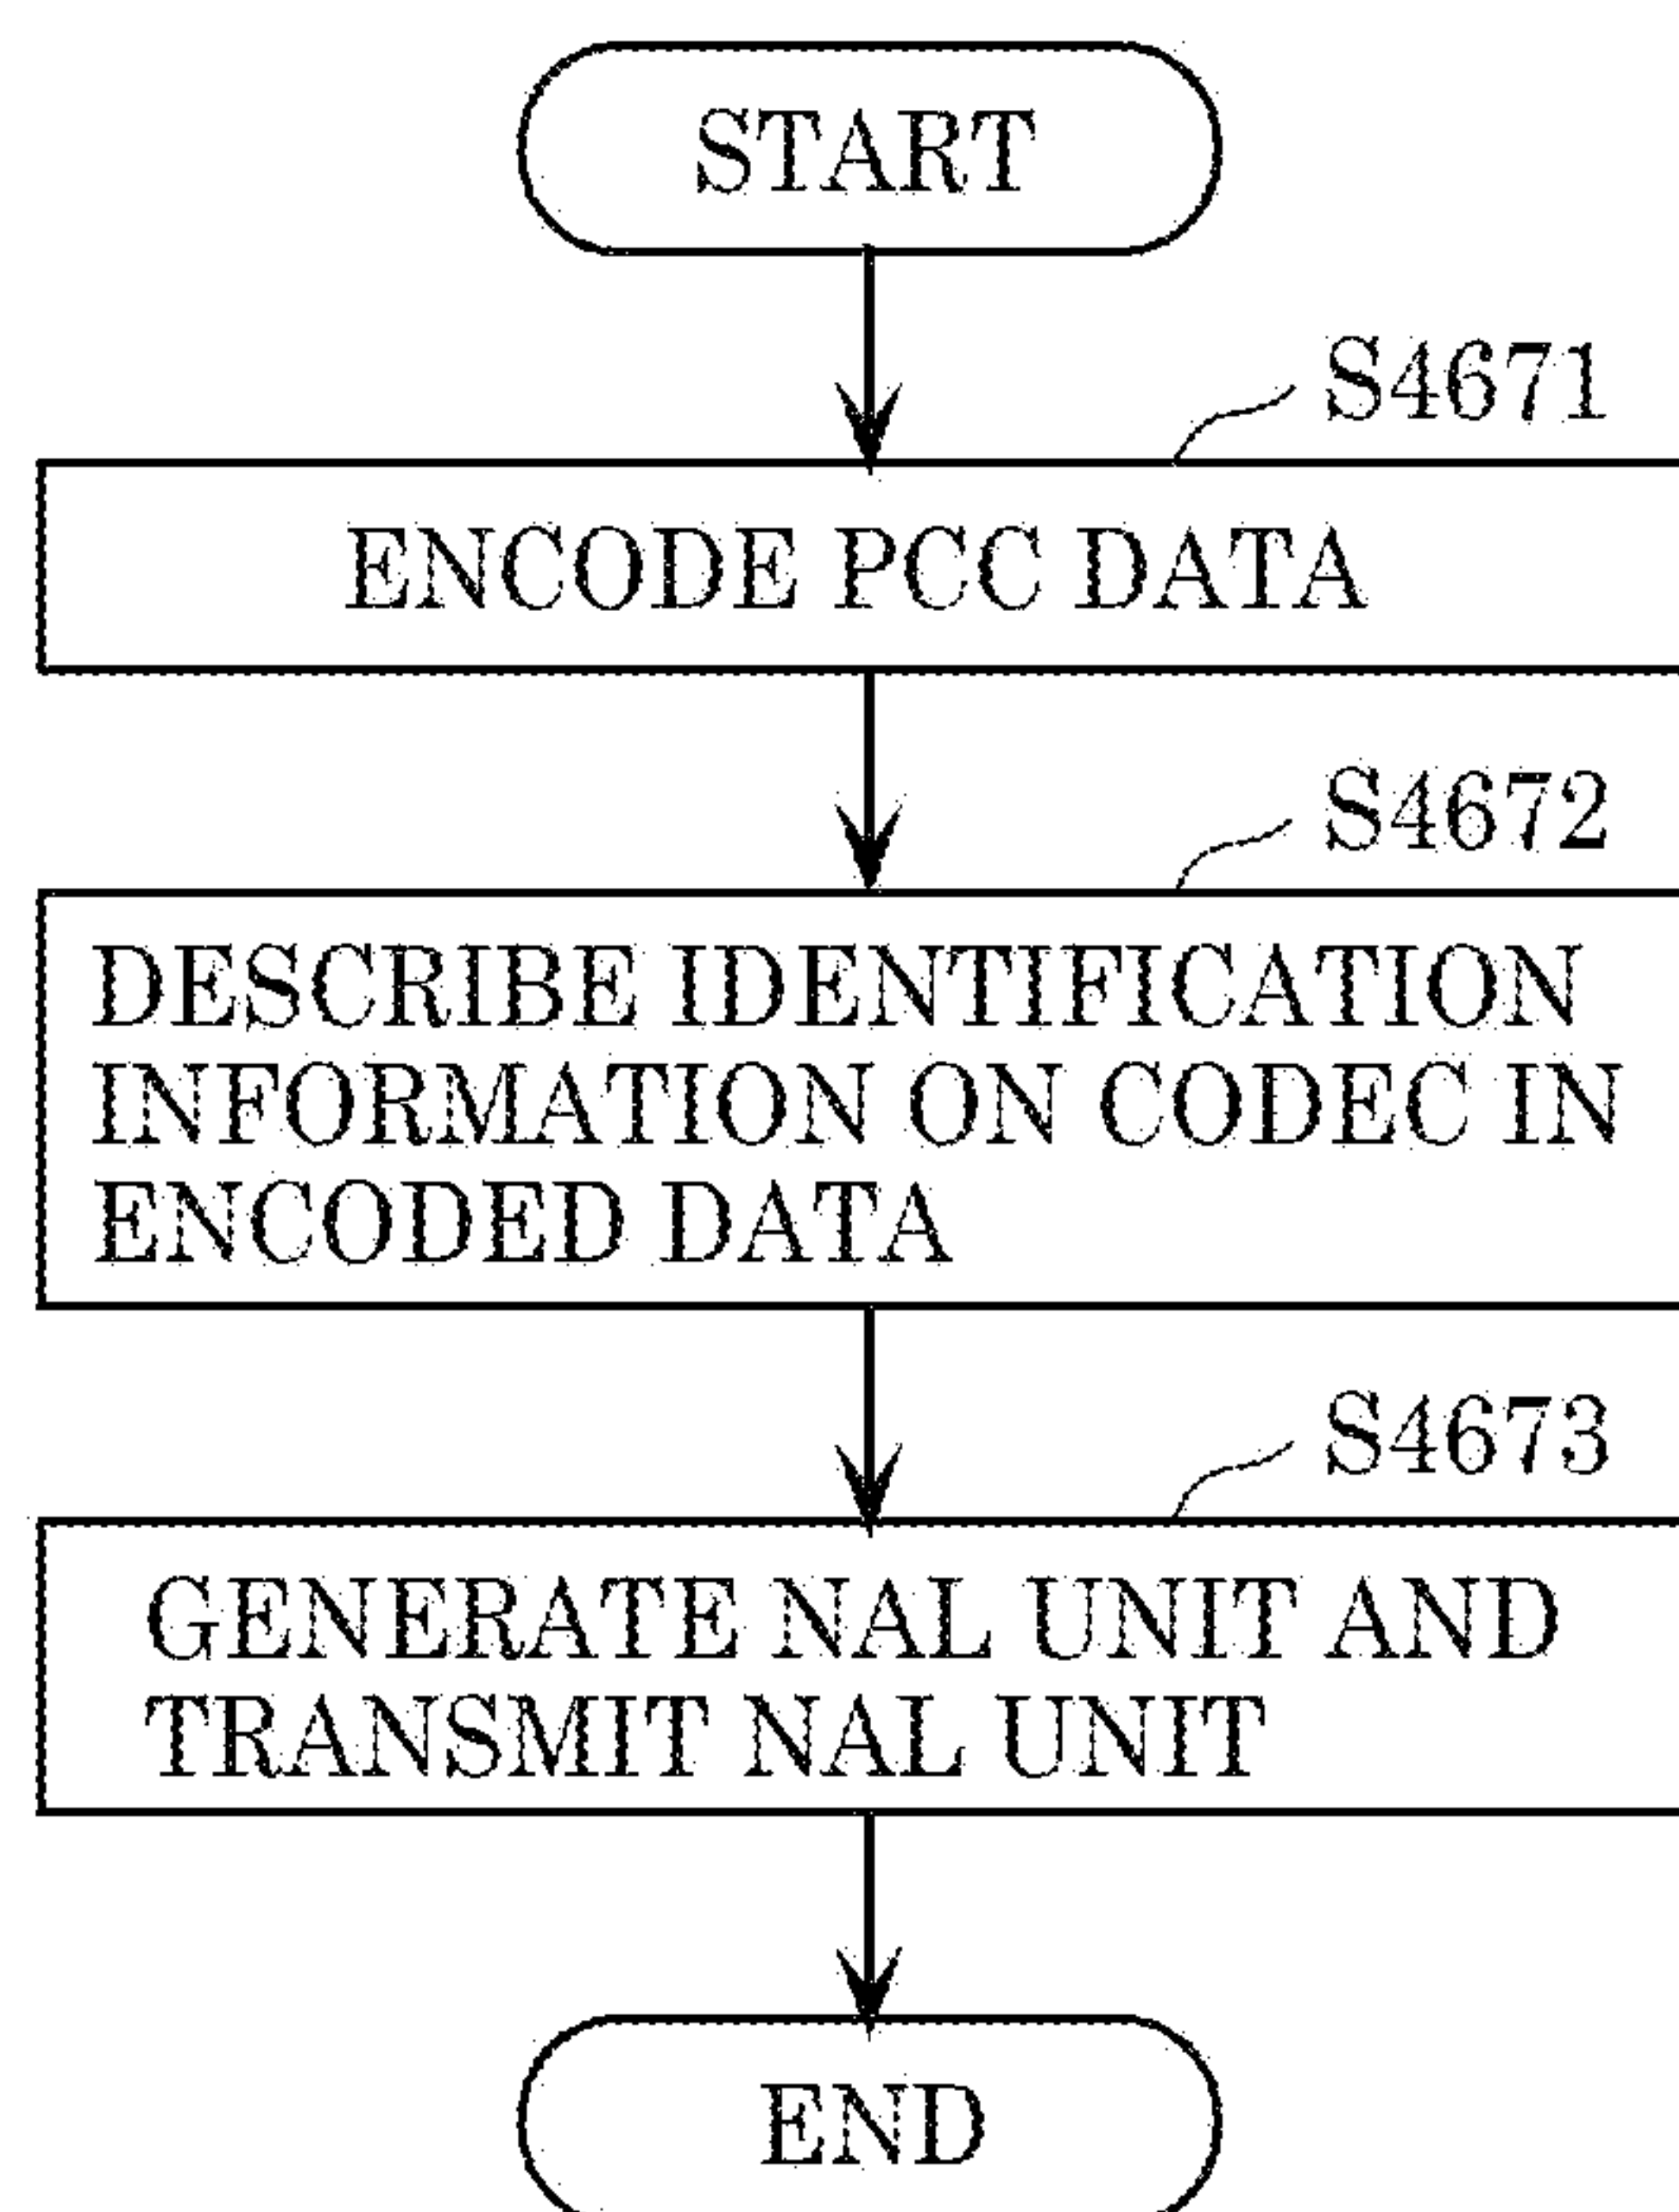 START
S4671
ENCODE PCC DATA
S4672
DESCRIBE IDENTIFICATION
INFORMATION ON CODEC IN
ENCODED DATA
S4673
GENERATE NAL UNIT AND
TRANSMIT NAL UNIT
END